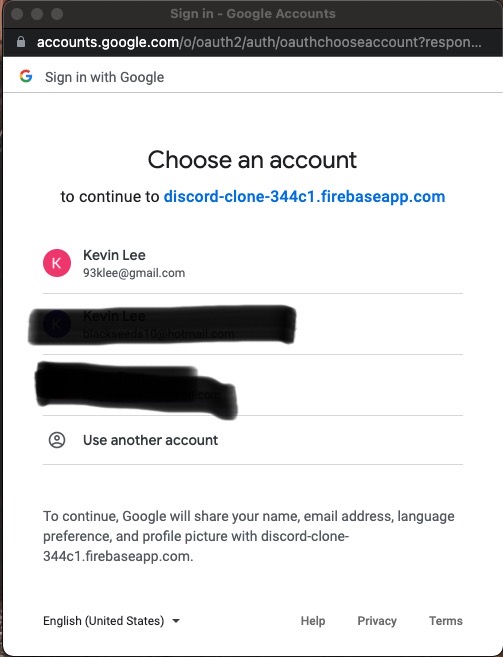 Sign in - Google Accounts
accounts.google.com/o/oauth2/auth/oauthchooseaccount?respon...
Sign in with Google
Choose an account
to continue to discord-clone-344c1.firebaseapp.com
K
Kevin Lee
93klee@gmail.com
Kevin Lee
Use another account
To continue, Google will share your name, email address, language
preference, and profile picture with discord-clone-
344c1.firebaseapp.com.
English (United States)
Help
Privacy
Terms